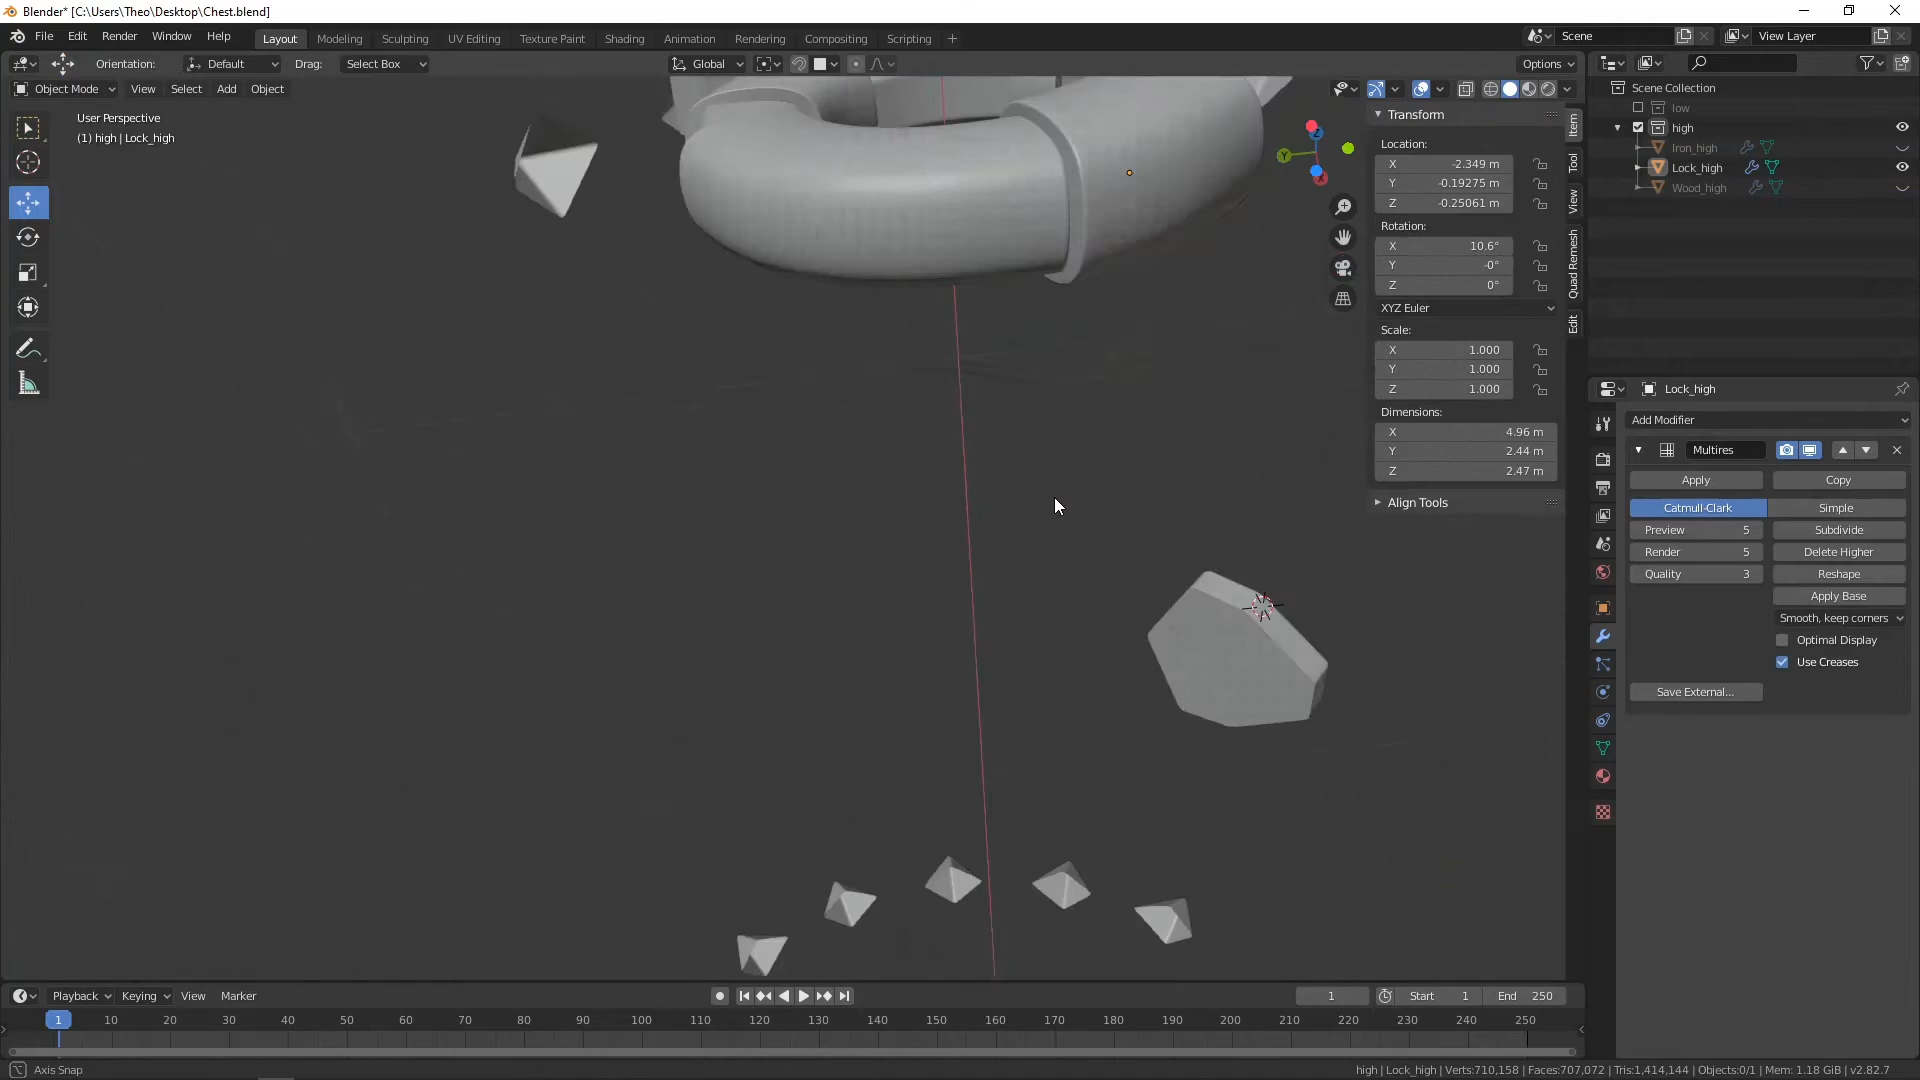 Blender* [C:\Users\Theo\Desktop\Chest.blend]
File Edit Render Window Help
Layout Modeling Sculpting UV Editing Texture Paint Shading Animation Rendering Compositing Scripting
Scene
View Layer
Orientation: Default Drag: Select Box
Global
Options
Object Mode View Select Add Object
User Perspective
(1) high | Lock_high
Y
Z
X
Transform
Location:
X -2.349 m
Y -0.19275 m
Z -0.25061 m
Rotation:
X 10.6°
Y -0°
Z 0°
XYZ Euler
Scale:
X 1.000
Y 1.000
Z 1.000
Dimensions:
X 4.96 m
Y 2.44 m
Z 2.47 m
Align Tools
Item
Tool
View
Quad Remesh
Edit
Scene Collection
low
high
Iron_high
Lock_high
Wood_high
Lock_high
Add Modifier
Multires
Apply Copy
Catmull-Clark Simple
Preview 5 Subdivide
Render 5 Delete Higher
Quality 3 Reshape
Apply Base
Smooth, keep corners
Optimal Display
Use Creases
Save External...
Playback Keying View Marker
1 Start 1 End 250
1 10 20 30 40 50 60 70 80 90 100 110 120 130 140 150 160 170 180 190 200 210 220 230 240 250
Axis Snap
high | Lock_high | Verts:710,158 | Faces:707,072 | Tris:1,414,144 | Objects:0/1 | Mem: 1.18 GiB | v2.82.7